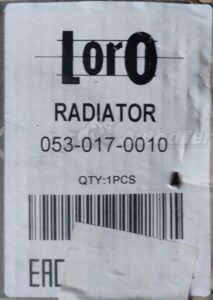 LorO
RADIATOR
053-017-0010
QTY:1PCS
EAC